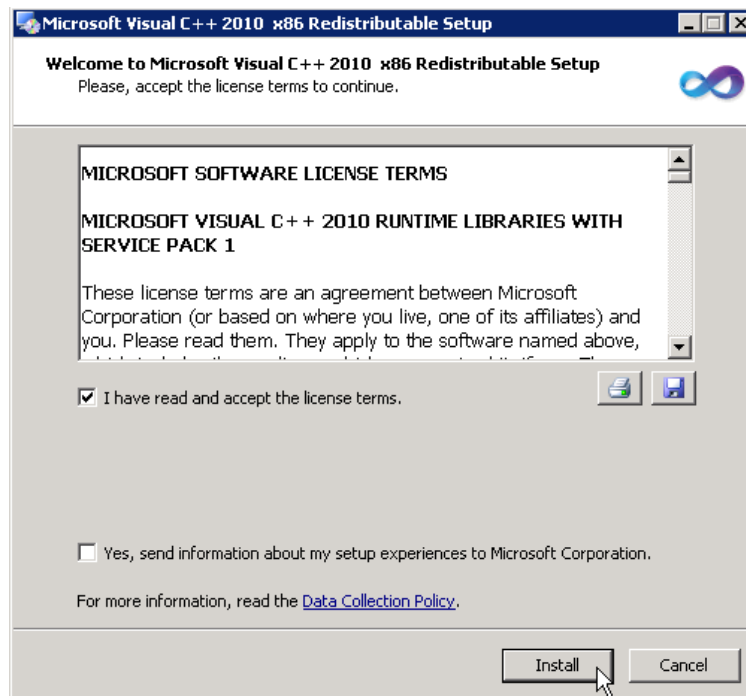 Microsoft Visual C++ 2010 x86 Redistributable Setup
Welcome to Microsoft Visual C++ 2010 x86 Redistributable Setup
Please, accept the license terms to continue.
MICROSOFT SOFTWARE LICENSE TERMS
MICROSOFT VISUAL C++ 2010 RUNTIME LIBRARIES WITH
SERVICE PACK 1
These license terms are an agreement between Microsoft
Corporation (or based on where you live, one of its affiliates) and
you. Please read them. They apply to the software named above,
I have read and accept the license terms.
Yes, send information about my setup experiences to Microsoft Corporation.
For more information, read the Data Collection Policy.
Install
Cancel